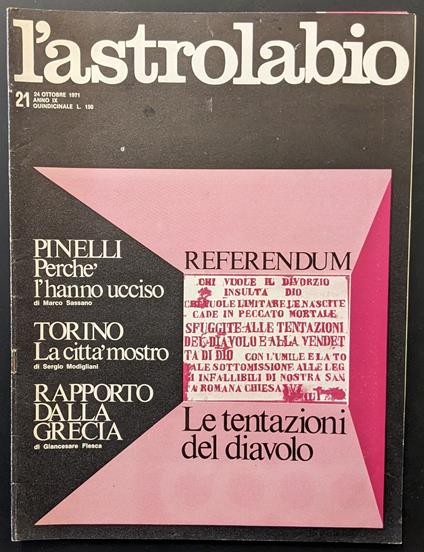 l'astrolabio
21
24 OTTOBRE 1971
ANNO IX
QUINDICINALE L. 150
PINELLI
Perche'
l'hanno ucciso
di Marco Sassano
TORINO
La citta' mostro
di Sergio Modigliani
RAPPORTO
DALLA
GRECIA
di Giancesare Flesca
REFERENDUM
CHI VUOLE IL DIVORZIO
INSULTA DIO
CHI VUOLE LIMITARE LE NASCITE
CADE IN PECCATO MORTALE
SFUGGITE ALLE TENTAZIONI
DEL DIAVOLO E ALLA VENDET
TA DI DIO CON L'UMILE E LA TO
ALE SOTTOMISSIONE ALLE LEG
I INFALLIBILI DI NOSTRA SAN
A ROMANA CHIESA
Le tentazioni
del diavolo